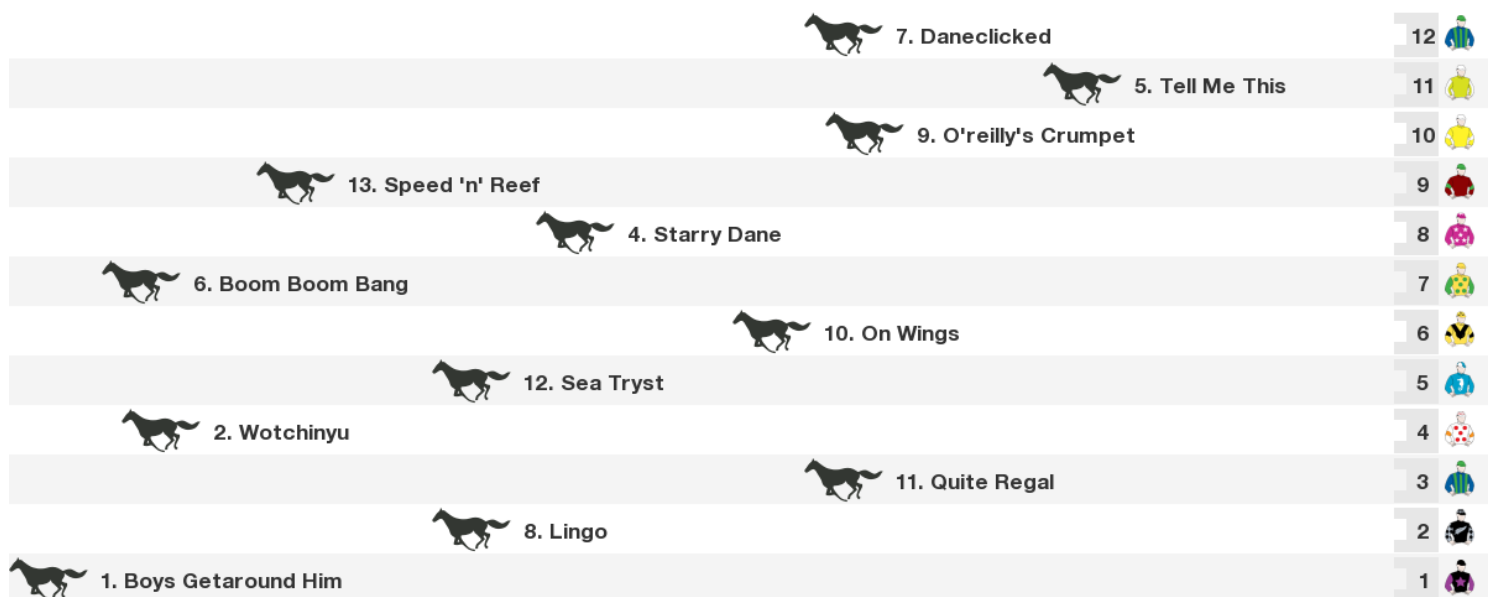 7. Daneclicked 12
5. Tell Me This 11
9. O'reilly's Crumpet 10
13. Speed 'n' Reef 9
4. Starry Dane 8
6. Boom Boom Bang 7
10. On Wings 6
12. Sea Tryst 5
2. Wotchinyu 4
11. Quite Regal 3
8. Lingo 2
1. Boys Getaround Him 1